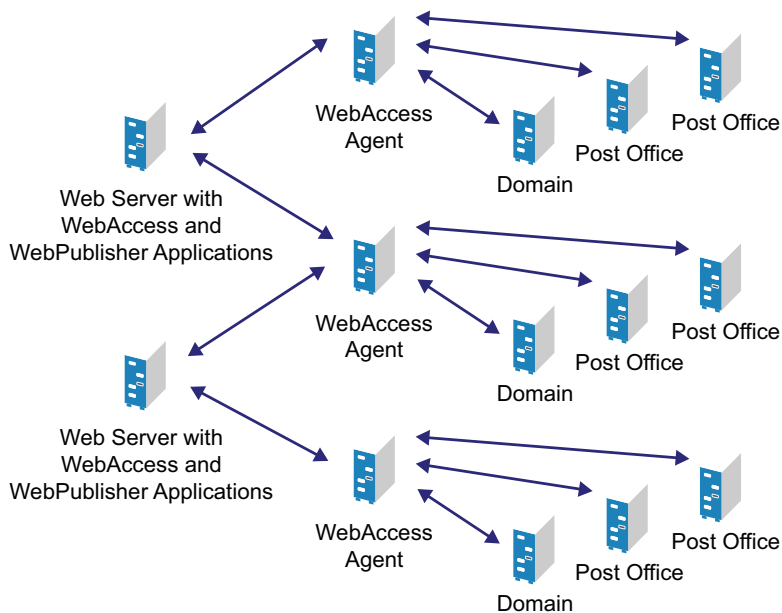 WebAccess
Agent
Post Office
Post Office
Domain
Web Server with
WebAccess and
WebPublisher Applications
WebAccess
Agent
Post Office
Post Office
Domain
Web Server with
WebAccess and
WebPublisher Applications
WebAccess
Agent
Post Office
Post Office
Domain